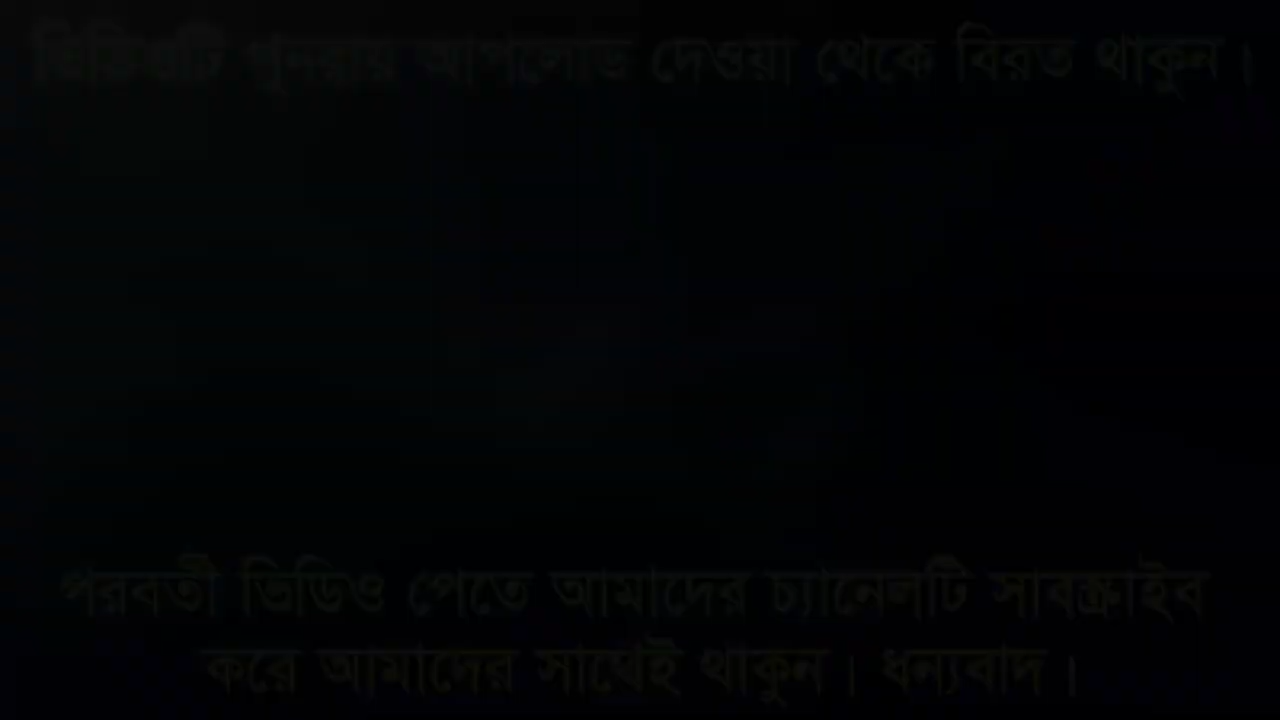 ভিডিওটি পুনরায় আপলোড দেওয়া থেকে বিরত থাকুন।
পরবর্তী ভিডিও পেতে আমাদের চ্যানেলটি সাবস্ক্রাইব
করে আমাদের সাথেই থাকুন। ধন্যবাদ।